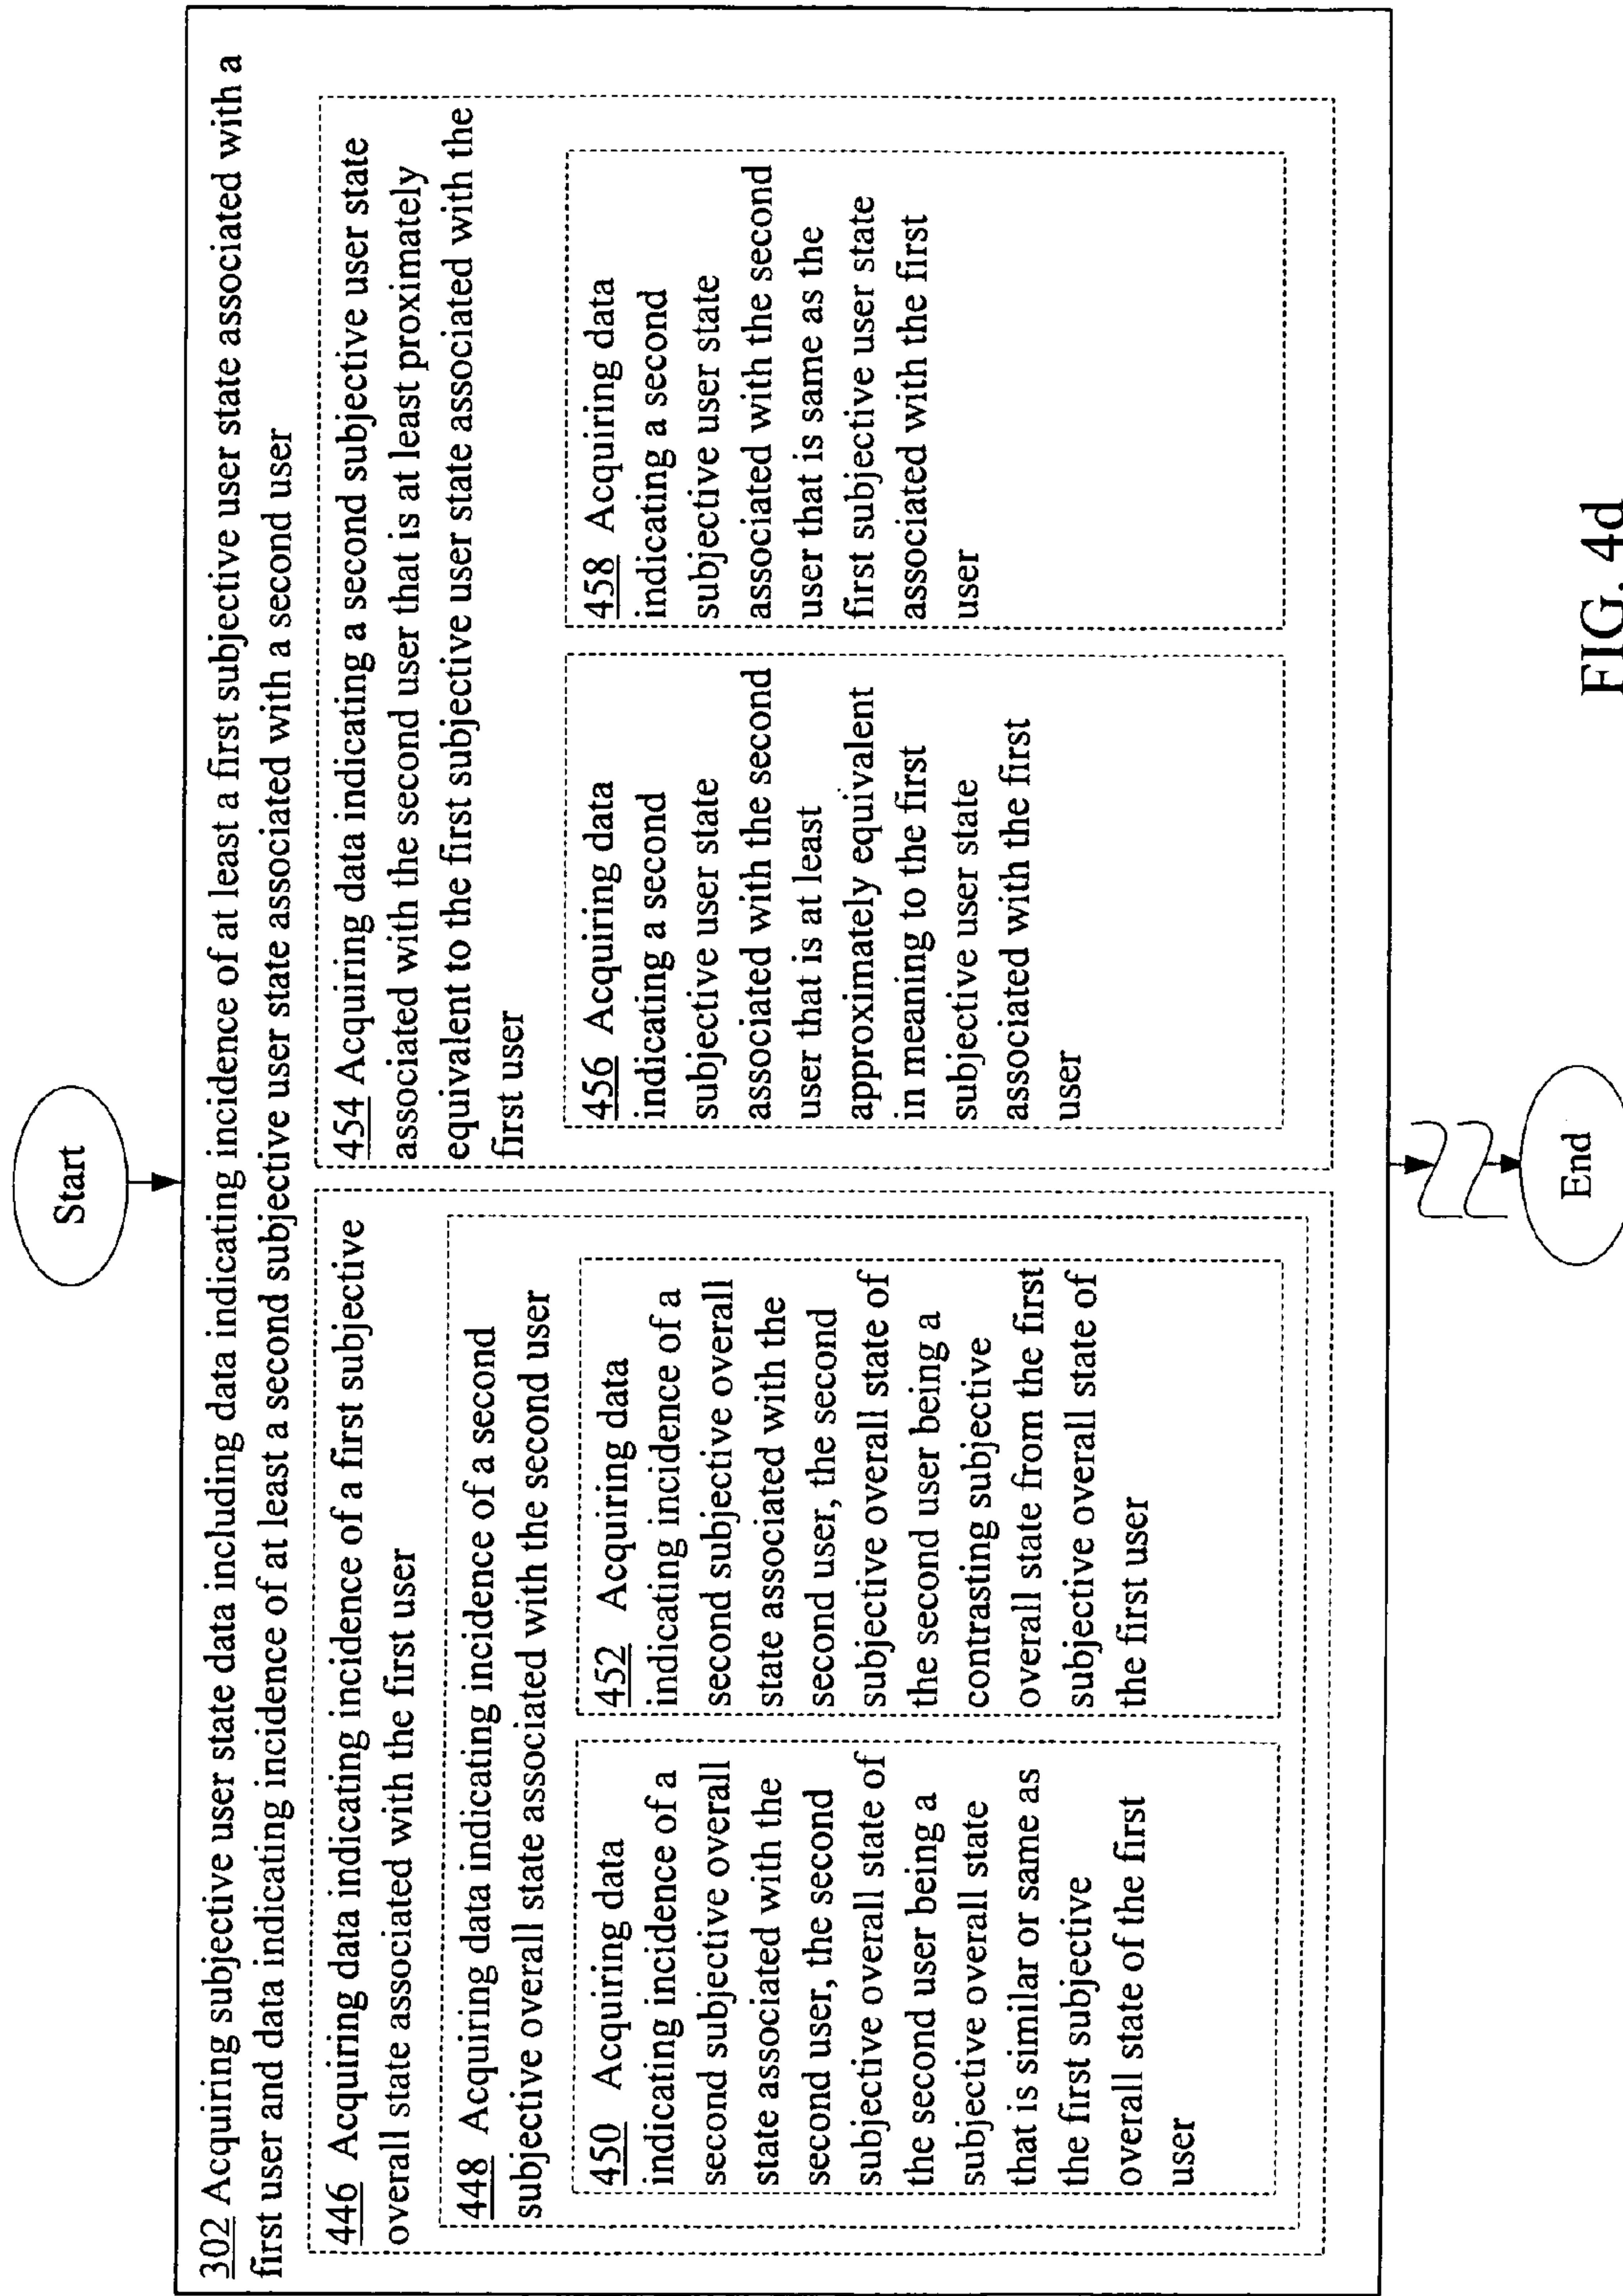 Start
302 Acquiring subjective user state data including data indicating incidence of at least a first subjective user state associated with a
first user and data indicating incidence of at least a second subjective user state associated with a second user
446 Acquiring data indicating incidence of a first subjective
overall state associated with the first user
448 Acquiring data indicating incidence of a second
subjective overall state associated with the second user
450 Acquiring data
indicating incidence of a
second subjective overall
state associated with the
second user, the second
subjective overall state of
the second user being a
subjective overall state
that is similar or same as
the first subjective
overall state of the first
user
452 Acquiring data
indicating incidence of a
second subjective overall
state associated with the
second user, the second
subjective overall state of
the second user being a
contrasting subjective
overall state from the first
subjective overall state of
the first user
454 Acquiring data indicating a second subjective user state
associated with the second user that is at least proximately
equivalent to the first subjective user state associated with the
first user
456 Acquiring data
indicating a second
subjective user state
associated with the second
user that is at least
approximately equivalent
in meaning to the first
subjective user state
associated with the first
user
458 Acquiring data
indicating a second
subjective user state
associated with the second
user that is same as the
first subjective user state
associated with the first
user
End
FIG. 4d